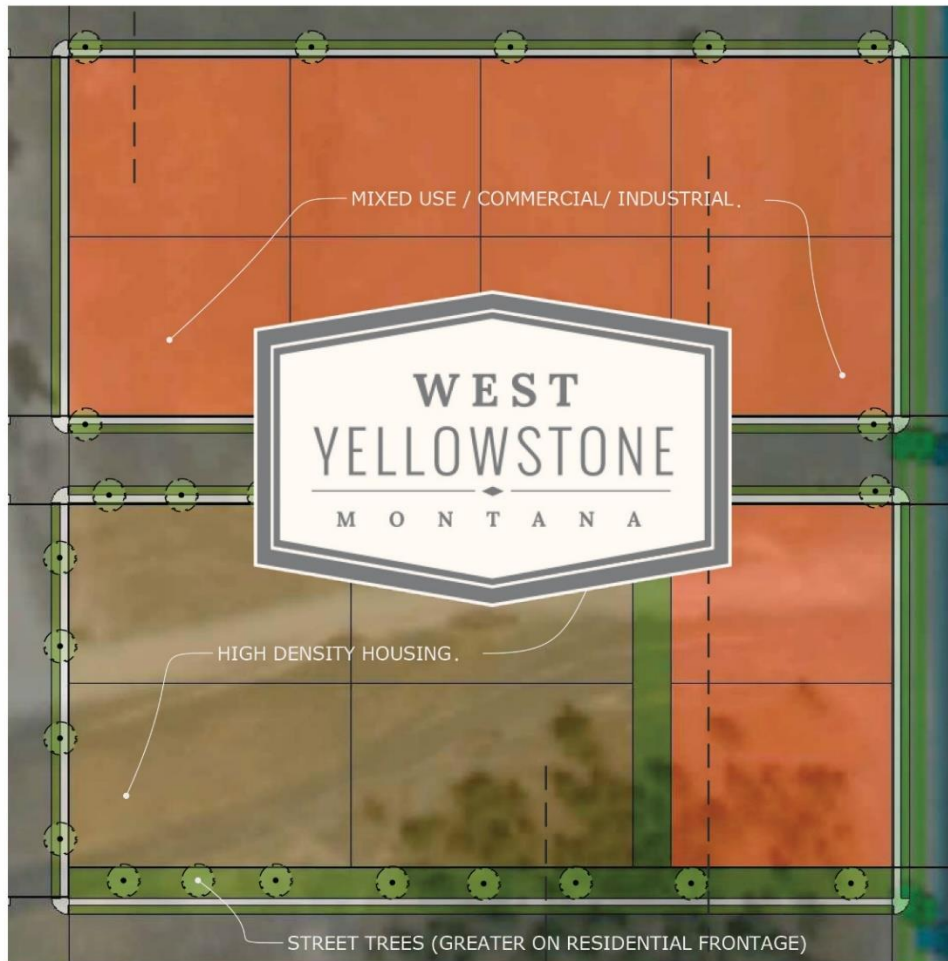 MIXED USE / COMMERCIAL/ INDUSTRIAL.
WEST
YELLOWSTONE
MONTANA
HIGH DENSITY HOUSING.
STREET TREES (GREATER ON RESIDENTIAL FRONTAGE)